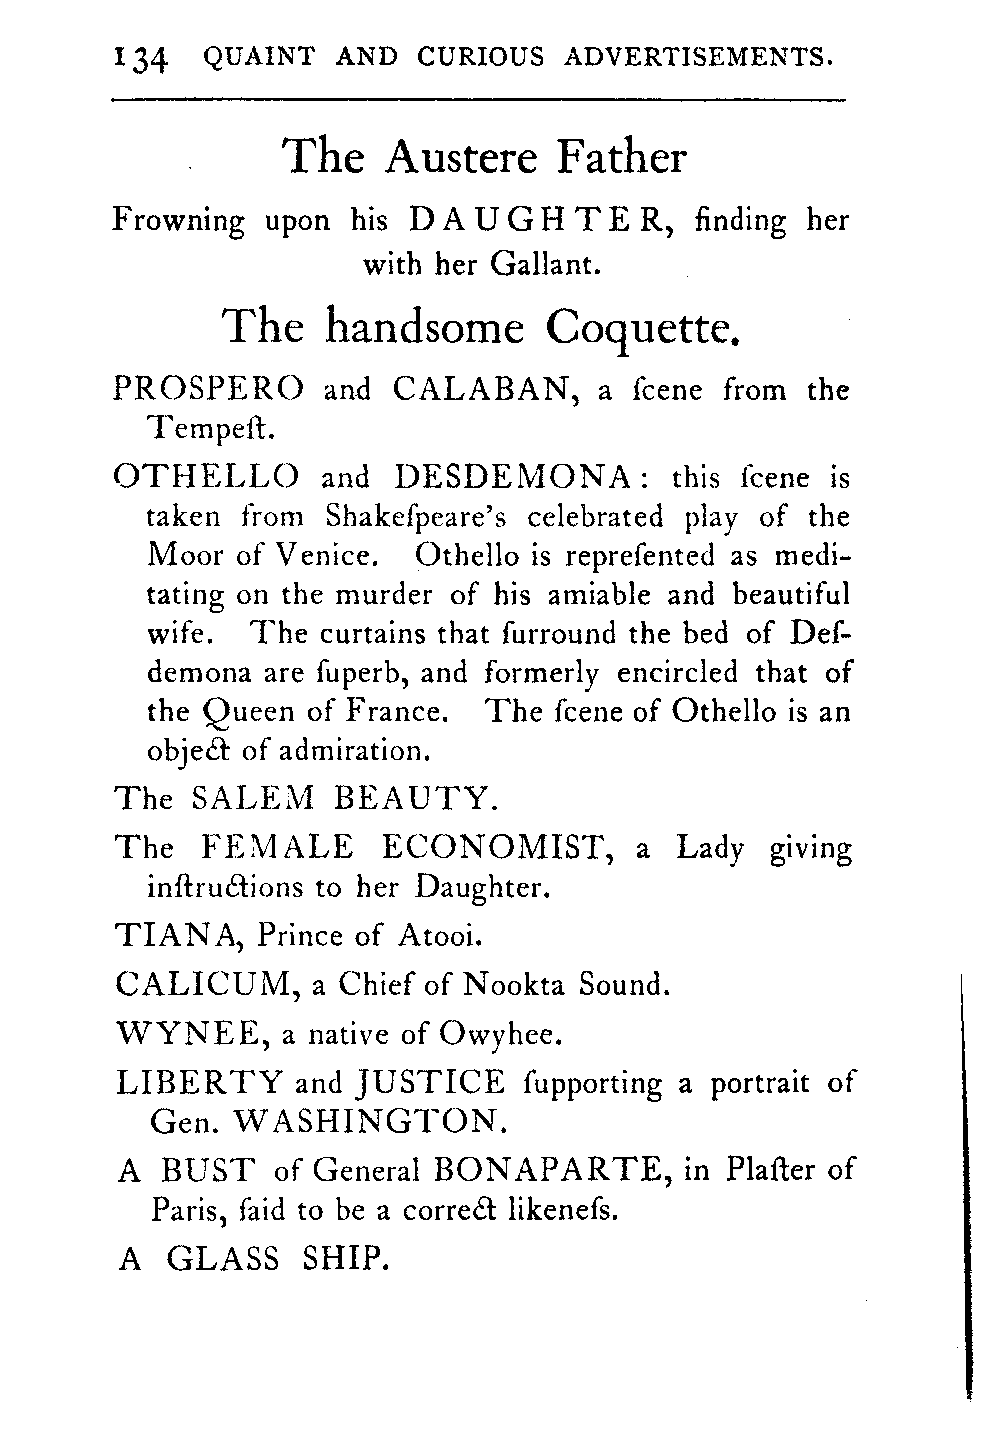 134 QUAINT AND CURIOUS ADVERTISEMENTS.
The Austere Father
Frowning upon his DAUGHTER, finding her
with her Gallant.
The handsome Coquette.
PROSPERO and CALABAN, a ſcene from the
Tempeſt.
OTHELLO and DESDEMONA: this ſcene is
taken from Shakeſpeare's celebrated play of the
Moor of Venice. Othello is repreſented as medi-
tating on the murder of his amiable and beautiful
wife. The curtains that ſurround the bed of Deſ-
demona are ſuperb, and formerly encircled that of
the Queen of France. The ſcene of Othello is an
object of admiration.
The SALEM BEAUTY.
The FEMALE ECONOMIST, a Lady giving
inſtructions to her Daughter.
TIANA, Prince of Atooi.
CALICUM, a Chief of Nookta Sound.
WYNEE, a native of Owyhee.
LIBERTY and JUSTICE ſupporting a portrait of
Gen. WASHINGTON.
A BUST of General BONAPARTE, in Plaſter of
Paris, ſaid to be a correct likeneſs.
A GLASS SHIP.